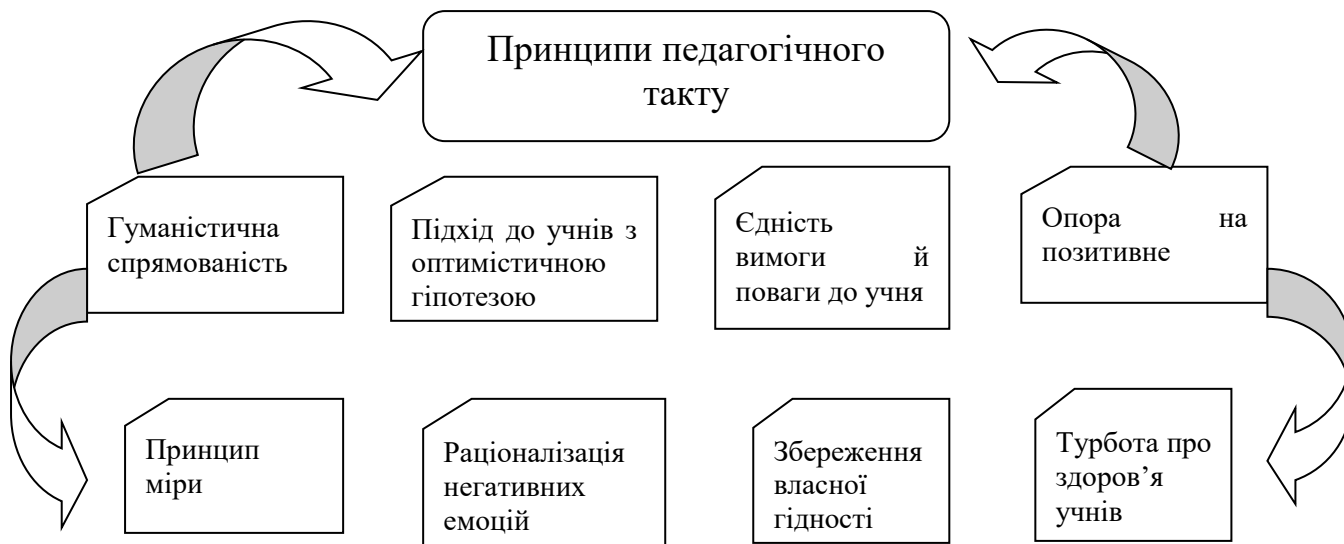 Принципи педагогічного
такту
Гуманістична
спрямованість
Підхід до учнів з
оптимістичною
гіпотезою
Єдність
вимоги й
поваги до учня
Опора на
позитивне
Принцип
міри
Раціоналізація
негативних
емоцій
Збереження
власної
гідності
Турбота про
здоров’я
учнів